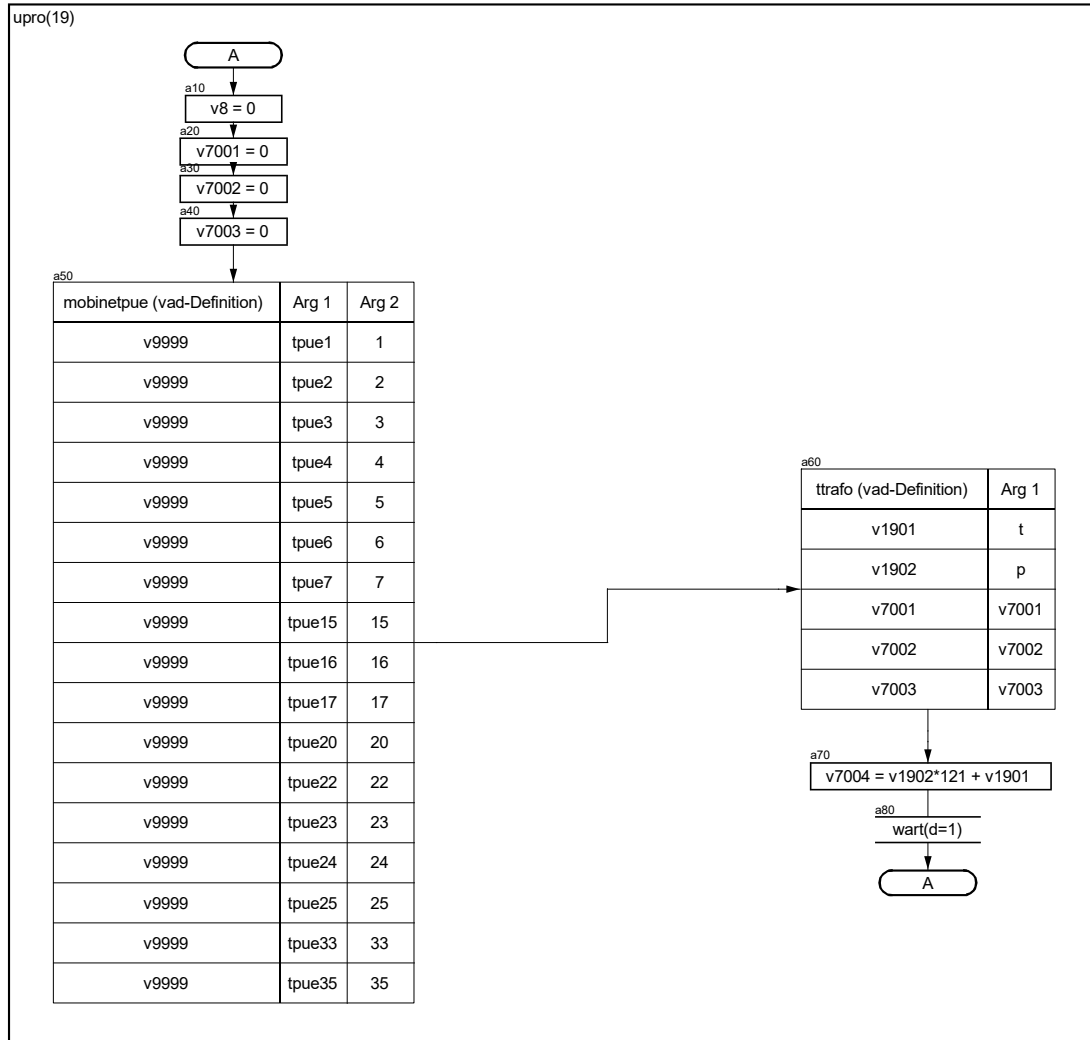 upro(19)
A
a10
v8 = 0
a20
v7001 = 0
a30
v7002 = 0
a40
v7003 = 0
a50
mobinetpue (vad-Definition) Arg 1 Arg 2
v9999 tpue1 1
v9999 tpue2 2
v9999 tpue3 3
v9999 tpue4 4
v9999 tpue5 5
v9999 tpue6 6
v9999 tpue7 7
v9999 tpue15 15
v9999 tpue16 16
v9999 tpue17 17
v9999 tpue20 20
v9999 tpue22 22
v9999 tpue23 23
v9999 tpue24 24
v9999 tpue25 25
v9999 tpue33 33
v9999 tpue35 35
a60
ttrafo (vad-Definition) Arg 1
v1901 t
v1902 p
v7001 v7001
v7002 v7002
v7003 v7003
a70
v7004 = v1902*121 + v1901
a80
wart(d=1)
A